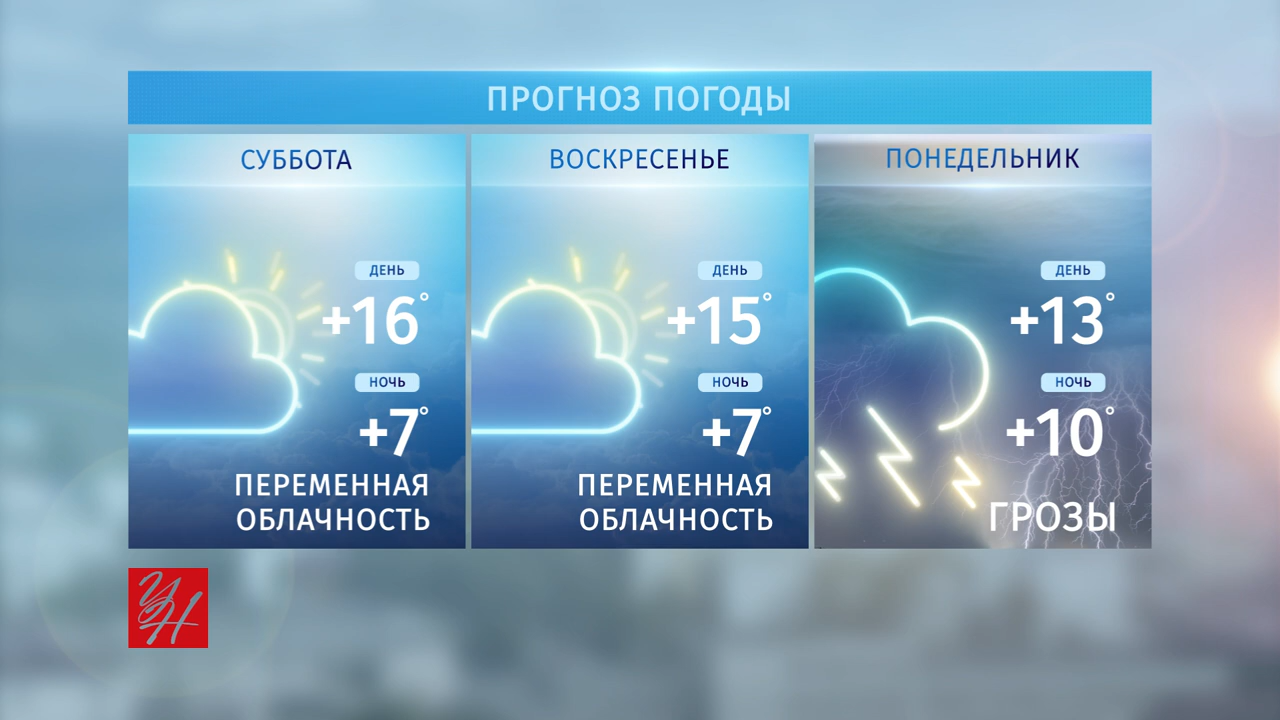 ПРОГНОЗ ПОГОДЫ
СУББОТА
ДЕНЬ
+16°
НОЧЬ
+7°
ПЕРЕМЕННАЯ
ОБЛАЧНОСТЬ
ВОСКРЕСЕНЬЕ
ДЕНЬ
+15°
НОЧЬ
+7°
ПЕРЕМЕННАЯ
ОБЛАЧНОСТЬ
ПОНЕДЕЛЬНИК
ДЕНЬ
+13°
НОЧЬ
+10°
ГРОЗЫ
УН